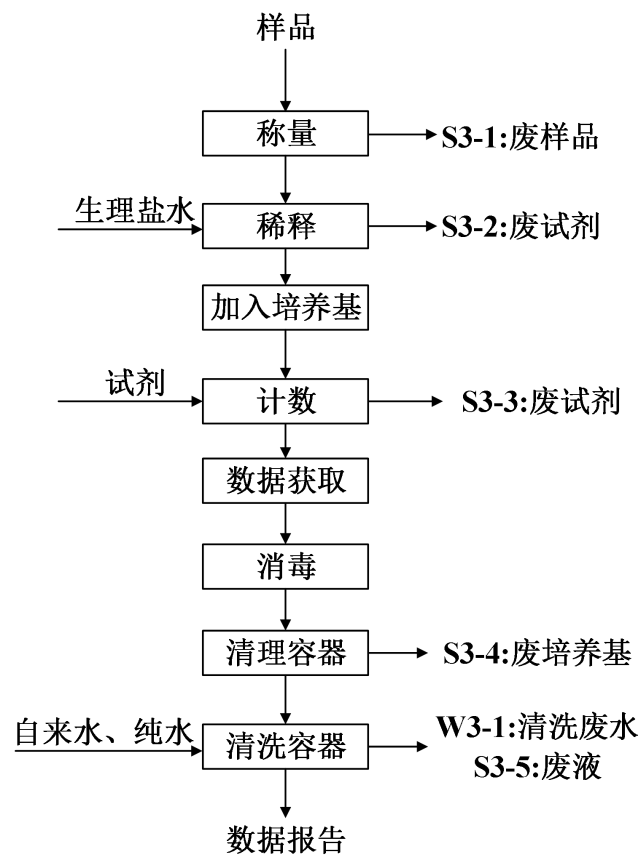 样品
称量
S3-1:废样品
生理盐水
稀释
S3-2:废试剂
加入培养基
试剂
计数
S3-3:废试剂
数据获取
消毒
清理容器
S3-4:废培养基
自来水、纯水
清洗容器
W3-1:清洗废水
S3-5:废液
数据报告